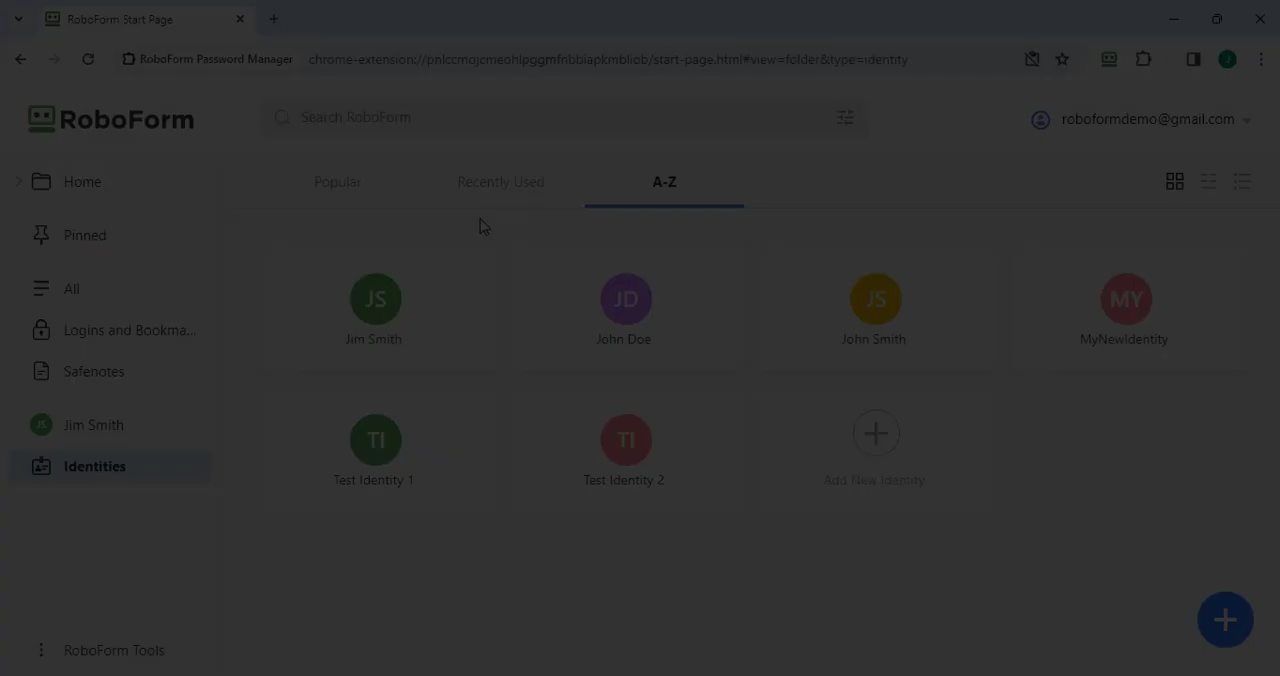 RoboForm Start Page
RoboForm Password Manager
chrome-extension://pnlccmojcmeohlpggmfnbbiapkmbliob/start-page.html#view=folder&type=identity
RoboForm
Search RoboForm
roboformdemo@gmail.com
Home
Popular
Recently Used
A-Z
Pinned
All
Logins and Bookma...
Safenotes
JS
Jim Smith
Identities
JS
Jim Smith
JD
John Doe
JS
John Smith
MY
MyNewIdentity
TI
Test Identity 1
TI
Test Identity 2
Add New Identity
RoboForm Tools